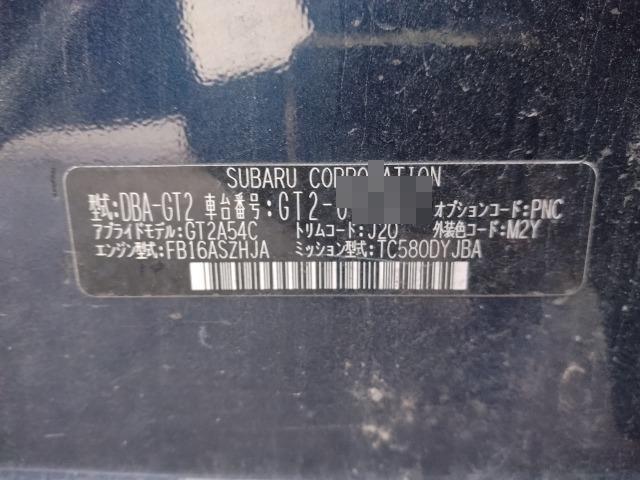 SUBARU CORPORATION
型式:DBA-GT2 車台番号:GT2-0 オプションコード:PNC
アプライドモデル:GT2A54C トリムコード:J20 外装色コード:M2Y
エンジン型式:FB16ASZHJA ミッション型式:TC580DYJBA